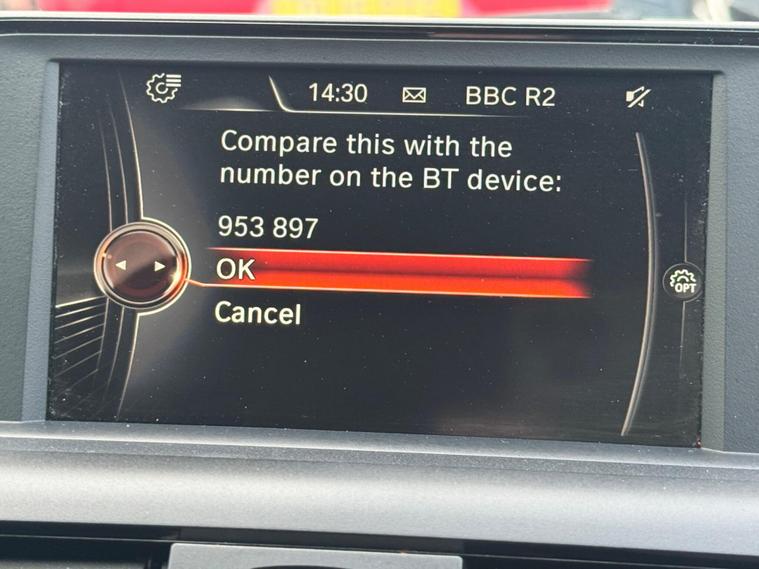 14:30 BBC R2
Compare this with the
number on the BT device:
953 897
OK
OPT
Cancel